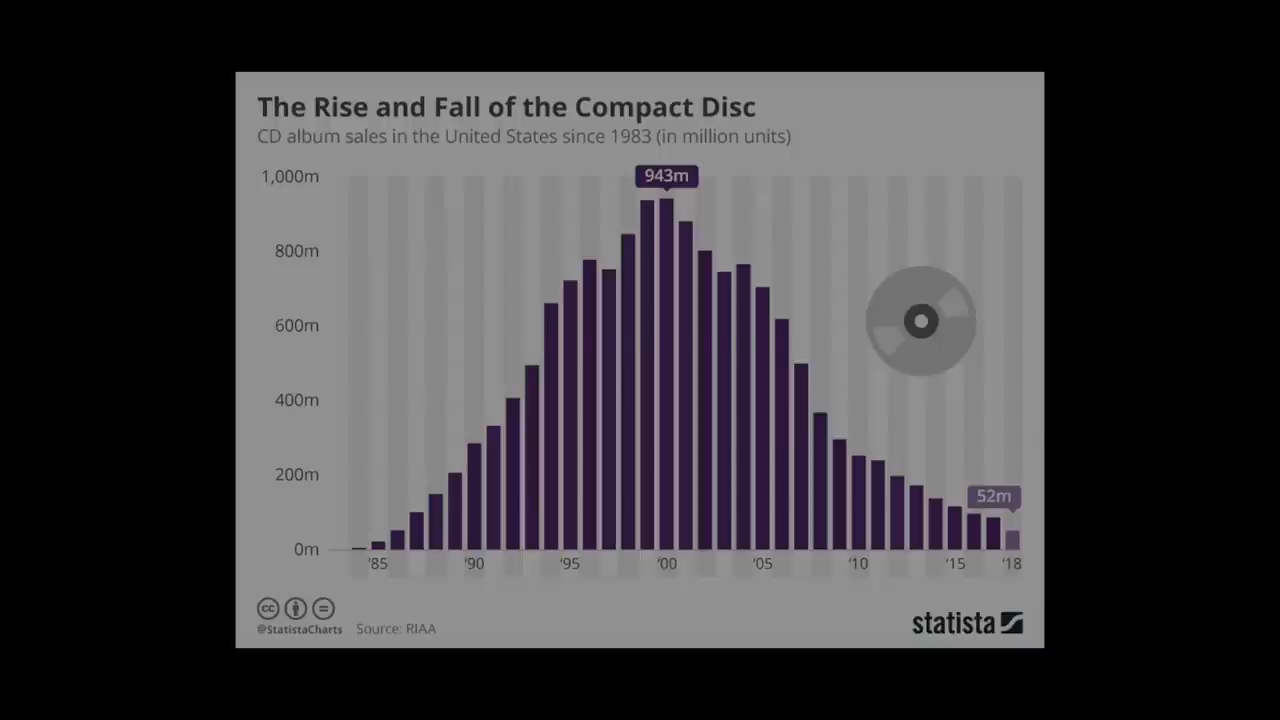 The Rise and Fall of the Compact Disc
CD album sales in the United States since 1983 (in million units)
1,000m
943m
800m
600m
400m
200m
52m
0m
'85 '90 '95 '00 '05 '10 '15 '18
cc
@StatistaCharts Source: RIAA
statista